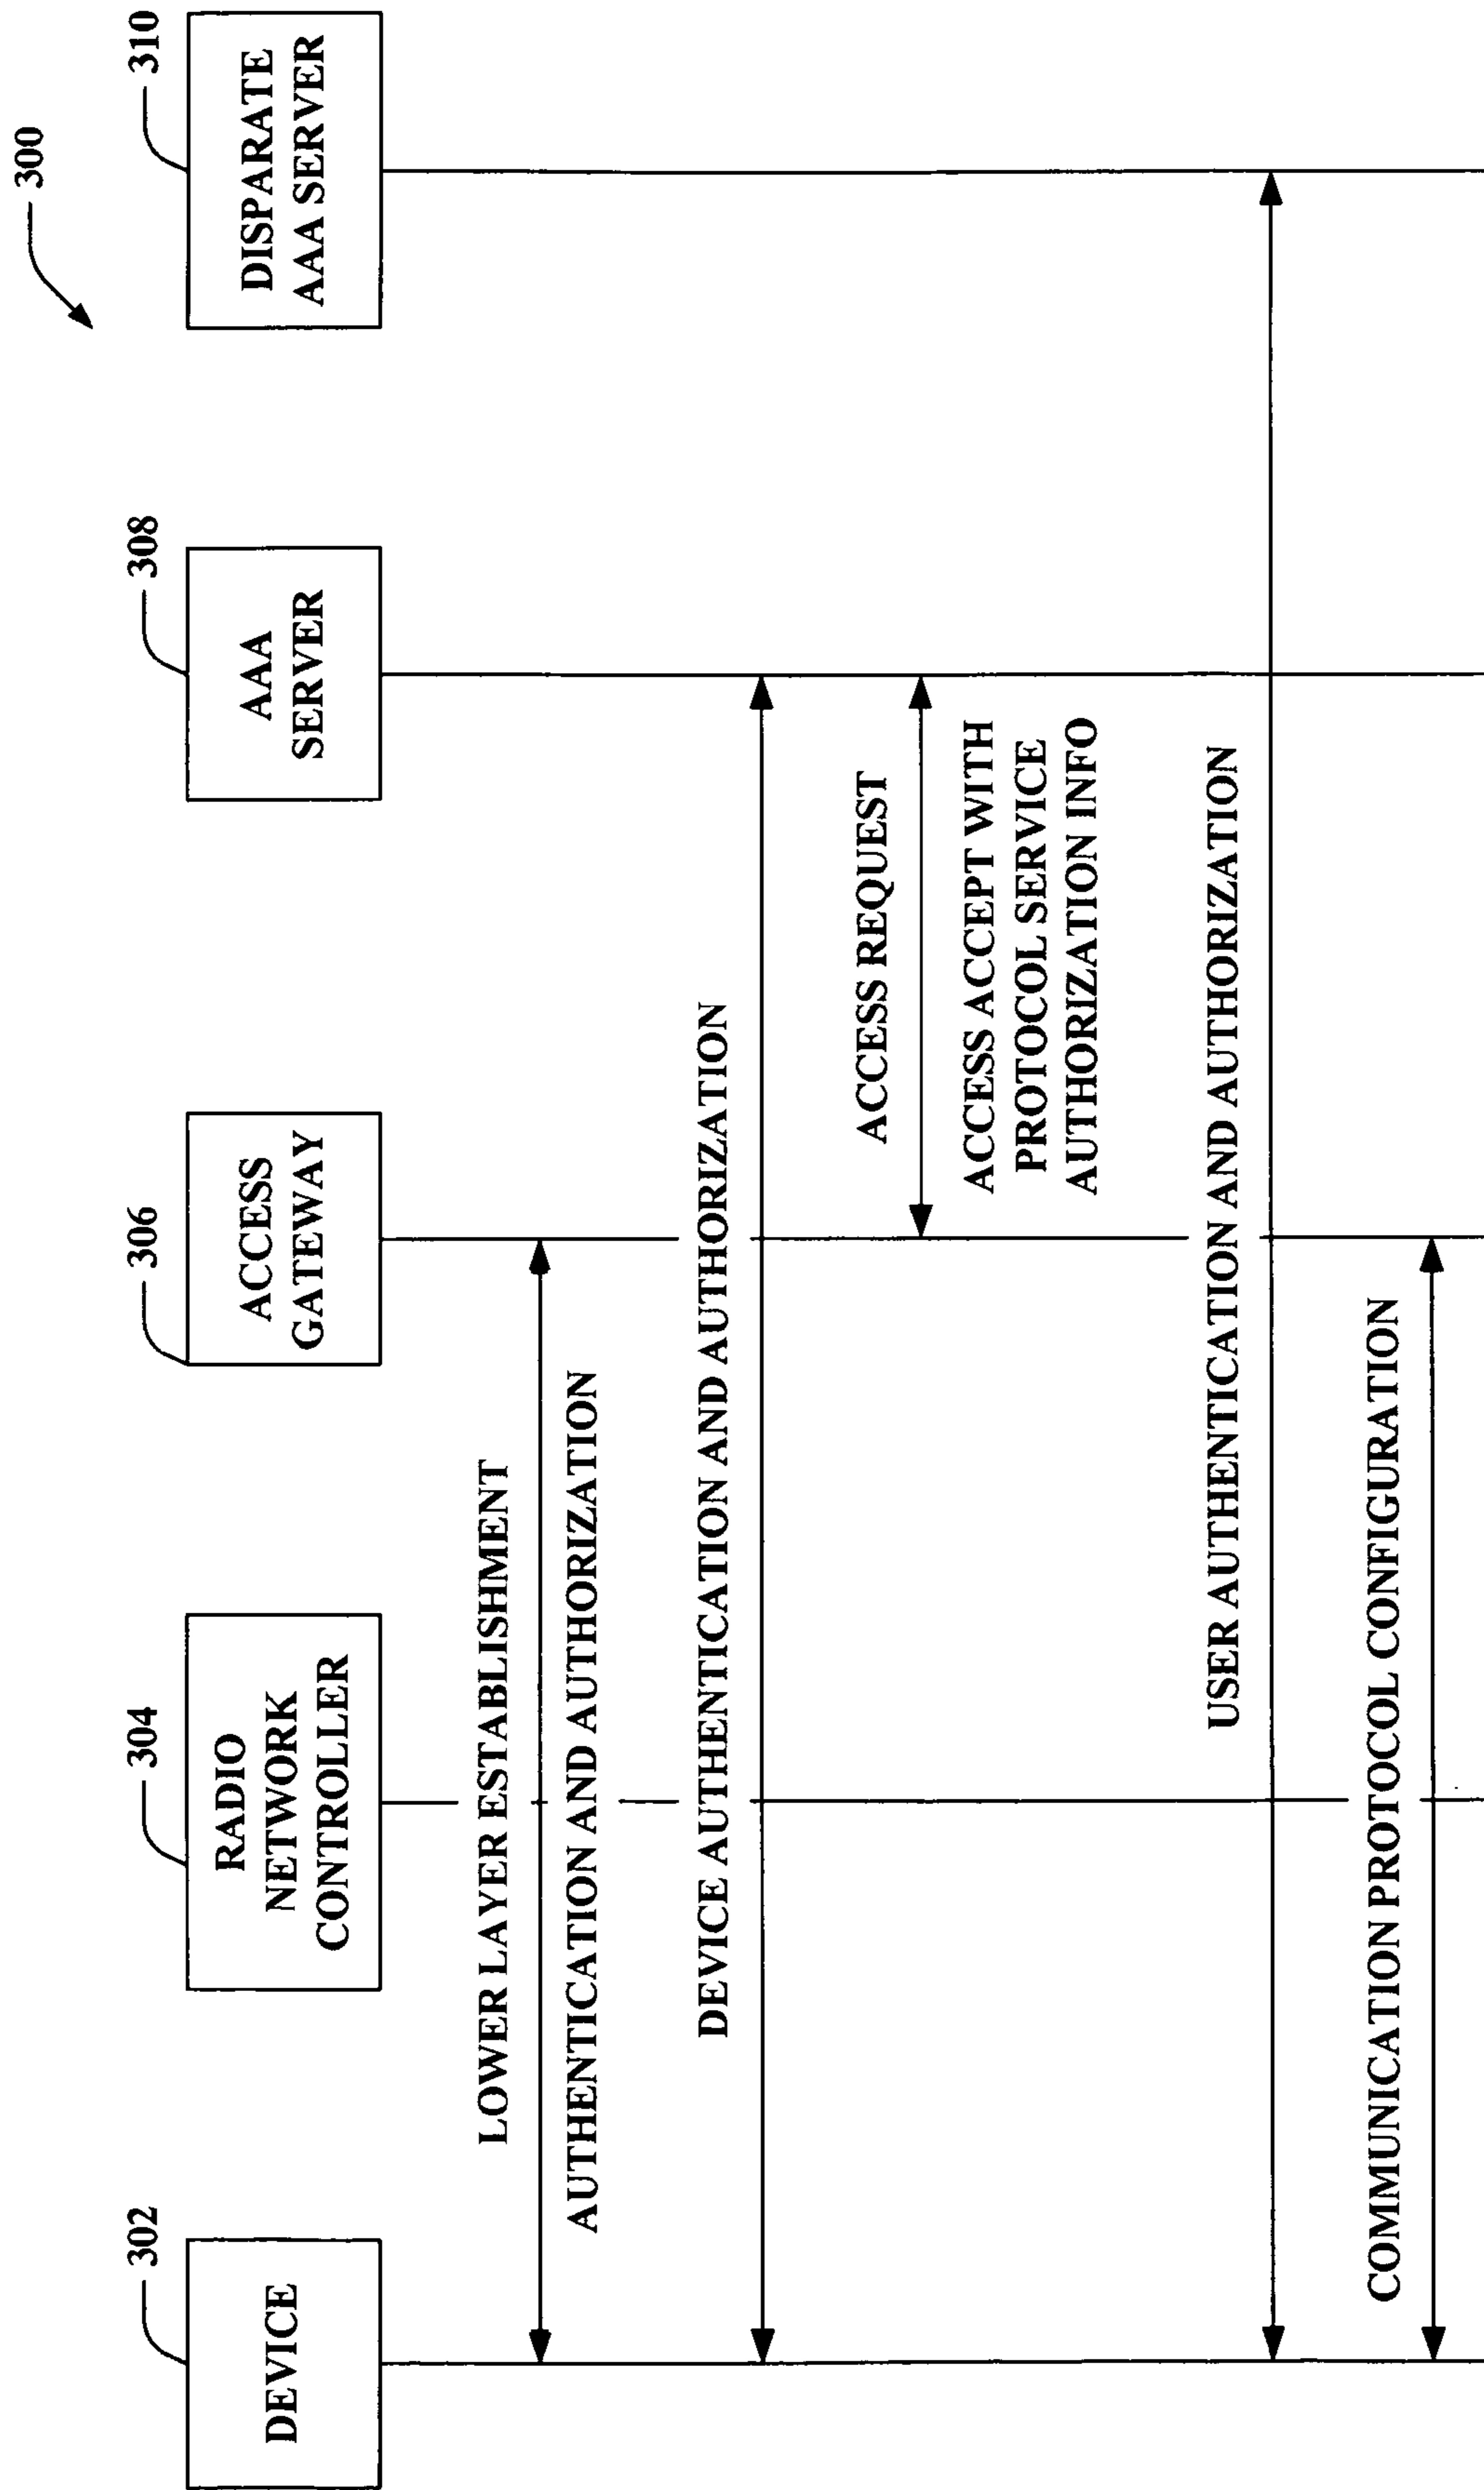 300
302
304
306
308
310
DEVICE
RADIO
NETWORK
CONTROLLER
ACCESS
GATEWAY
AAA
SERVER
DISPARATE
AAA SERVER
LOWER LAYER ESTABLISHMENT
AUTHENTICATION AND AUTHORIZATION
DEVICE AUTHENTICATION AND AUTHORIZATION
ACCESS REQUEST
ACCESS ACCEPT WITH
PROTOCOL SERVICE
AUTHORIZATION INFO
USER AUTHENTICATION AND AUTHORIZATION
COMMUNICATION PROTOCOL CONFIGURATION